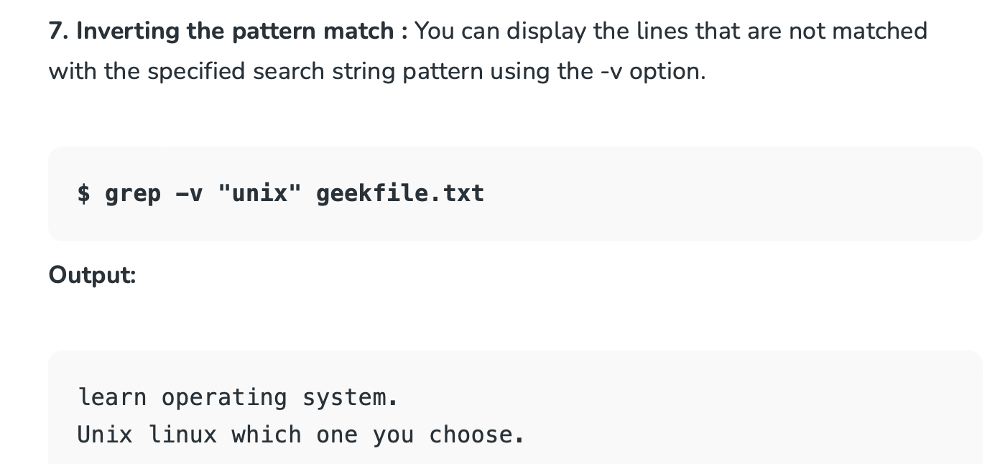 7. Inverting the pattern match : You can display the lines that are not matched
with the specified search string pattern using the -v option.
$ grep -v "unix" geekfile.txt
Output:
learn operating system.
Unix linux which one you choose.